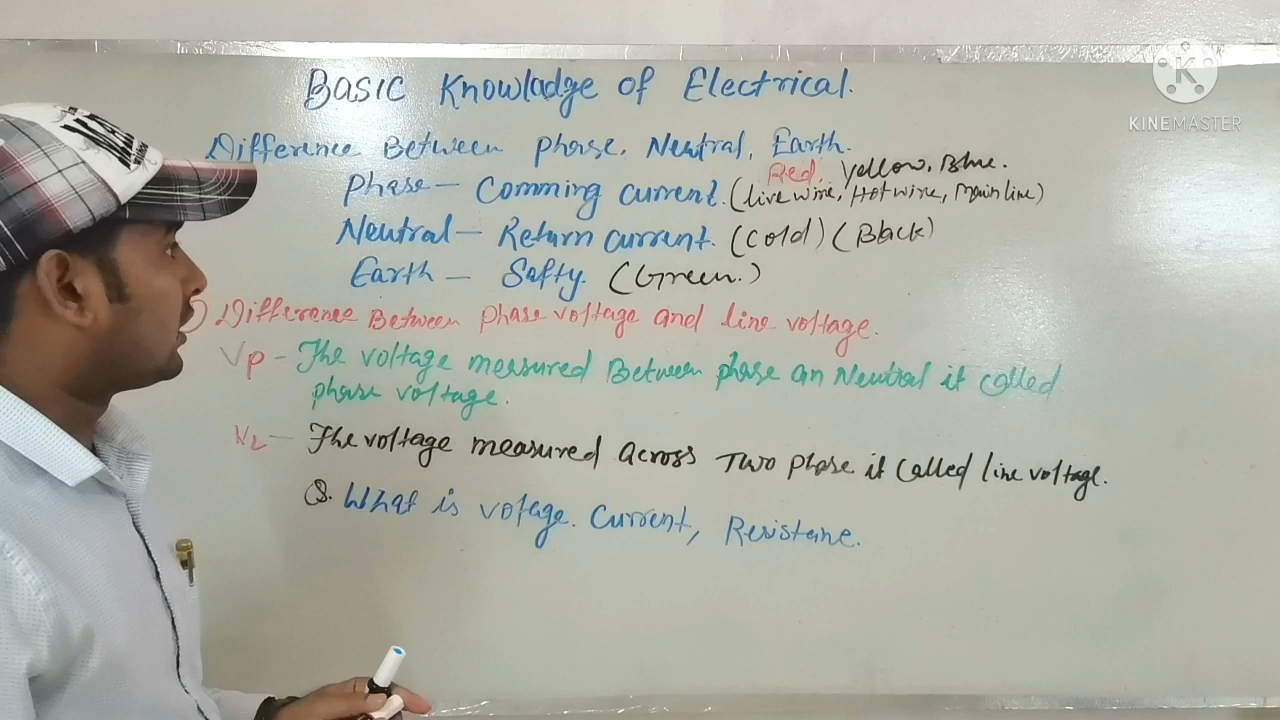 BASIC Knowladge of Electrical.
Difference Between phase, Neutral, Earth.
Red, Yellow, Blue.
Phase — Comming current. (live wire, Hot wire, Main line)
Neutral — Return current. (Cold) (Black)
Earth — Safty. (Green.)
Difference Between phase voltage and line voltage.
Vp - The voltage measured Between phase an Neutral it called
phase voltage.
VL — The voltage measured across Two phase it called line voltage.
Q. What is votage. Current, Resistane.
K
KINEMASTER